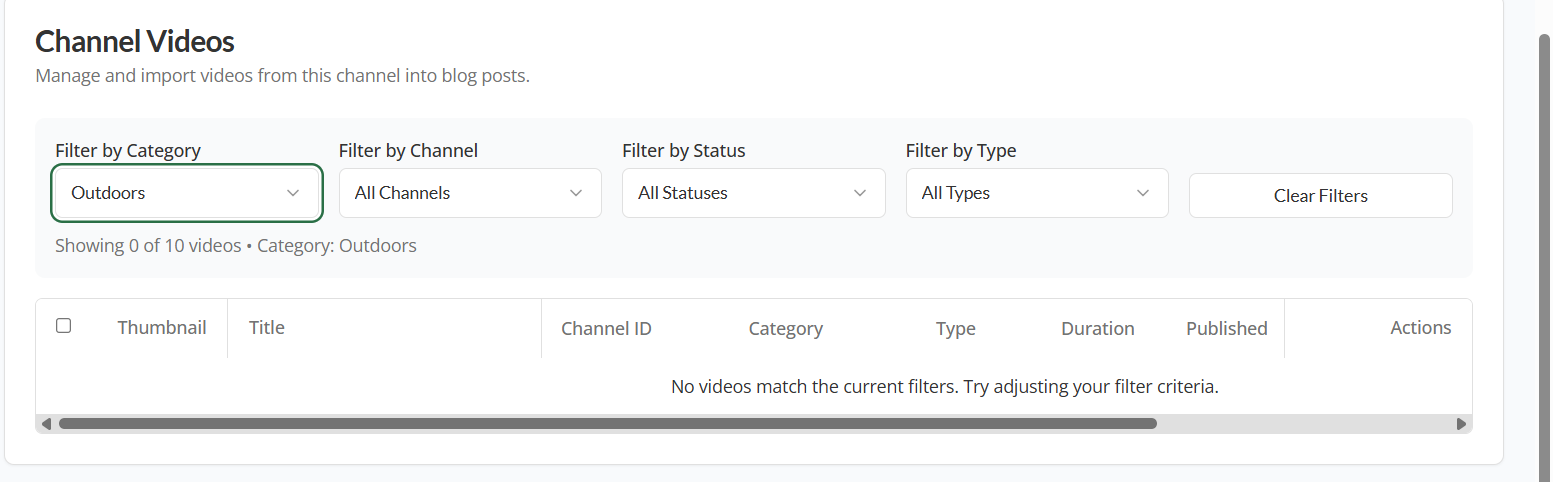 Channel Videos
Manage and import videos from this channel into blog posts.
Filter by Category
Filter by Channel
Filter by Status
Filter by Type
Outdoors
All Channels
All Statuses
All Types
Clear Filters
Showing 0 of 10 videos • Category: Outdoors
Thumbnail
Title
Channel ID
Category
Type
Duration
Published
Actions
No videos match the current filters. Try adjusting your filter criteria.